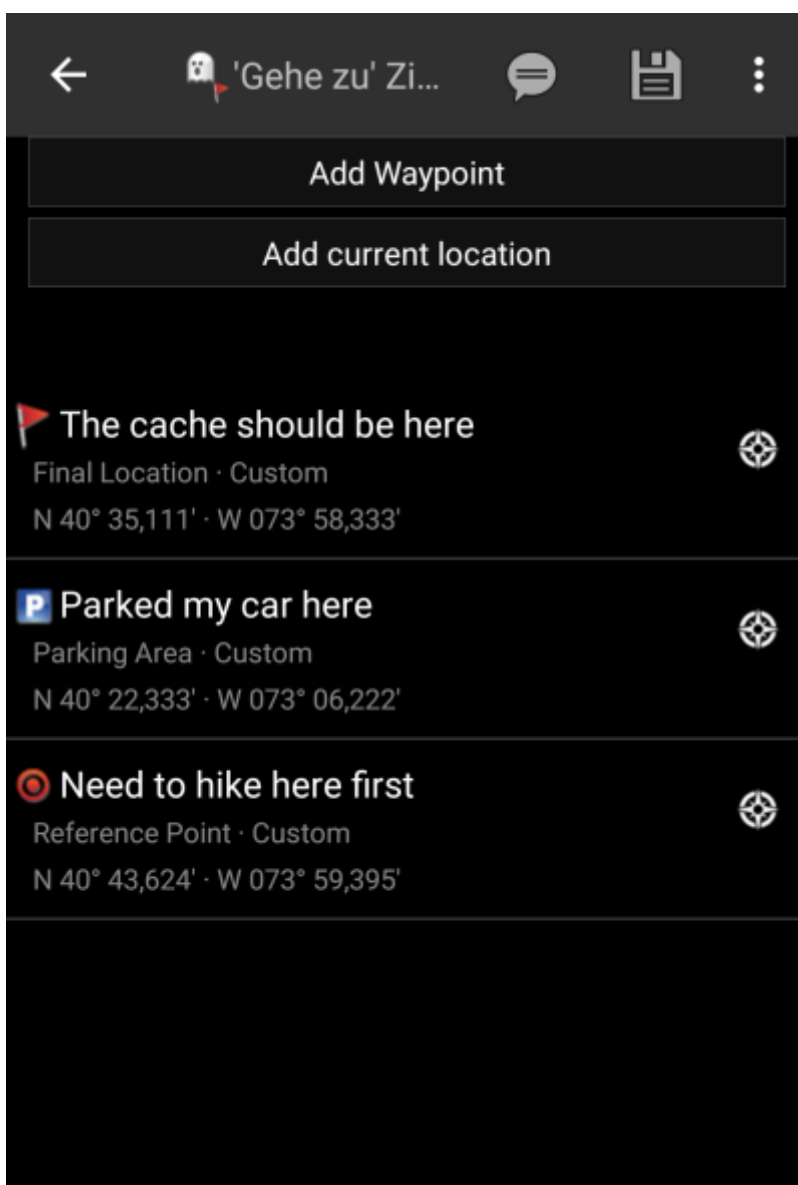 'Gehe zu' Zi...
Add Waypoint
Add current location
The cache should be here
Final Location · Custom
N 40° 35,111' · W 073° 58,333'
P Parked my car here
Parking Area · Custom
N 40° 22,333' · W 073° 06,222'
Need to hike here first
Reference Point · Custom
N 40° 43,624' · W 073° 59,395'